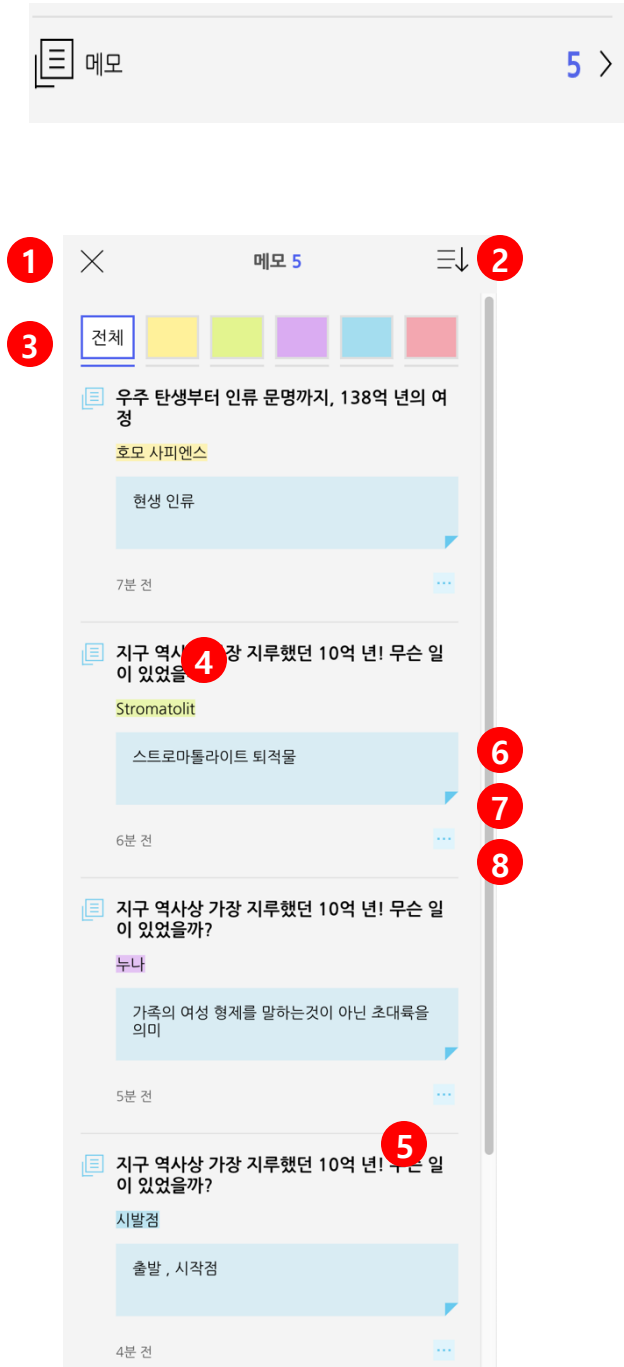 메모 5
1
메모 5
2
3
전체
우주 탄생부터 인류 문명까지, 138억 년의 여
정
호모 사피엔스
현생 인류
7분 전
지구 역사 장 지루했던 10억 년! 무슨 일
4
이 있었을
Stromatolit
스트로마톨라이트 퇴적물
6
7
6분 전
8
지구 역사상 가장 지루했던 10억 년! 무슨 일
이 있었을까?
누나
가족의 여성 형제를 말하는것이 아닌 초대륙을
의미
5분 전
5
지구 역사상 가장 지루했던 10억 년! 무슨 일
이 있었을까?
시발점
출발 , 시작점
4분 전